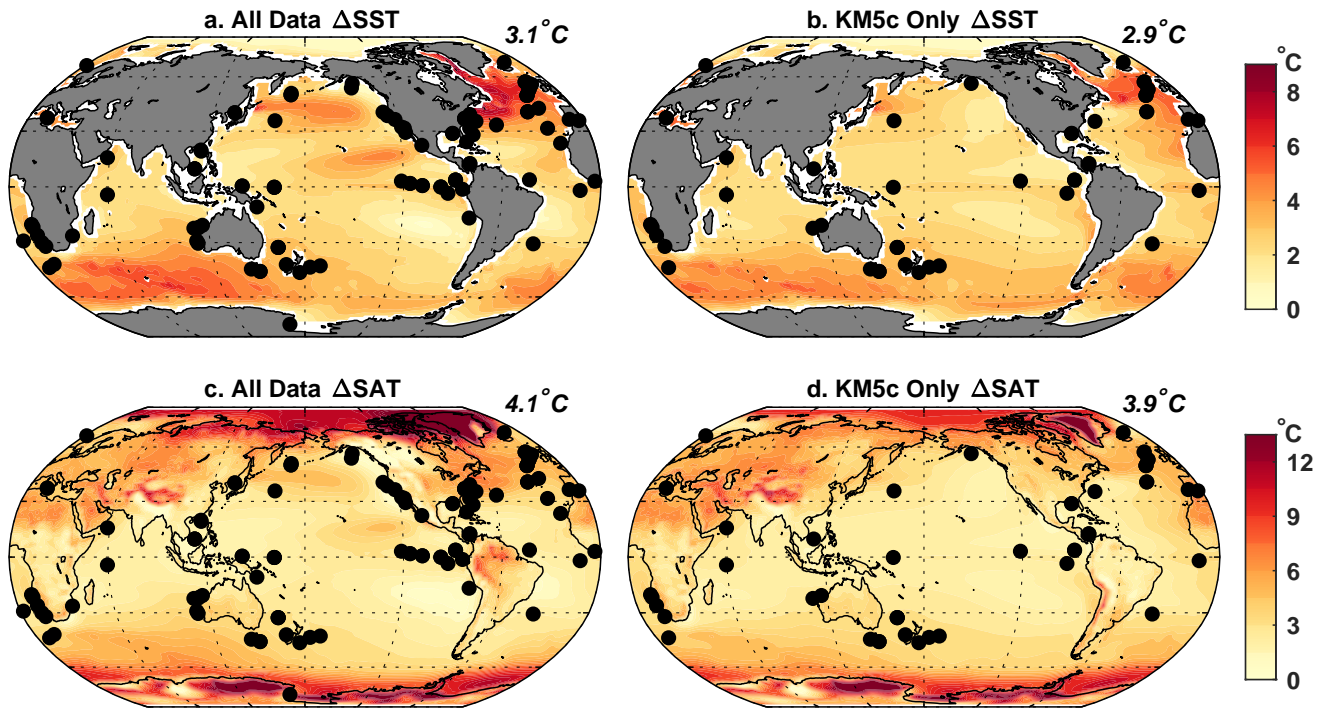 a. All Data ΔSST
3.1°C
b. KM5c Only ΔSST
2.9°C
°C
8
6
4
2
0
c. All Data ΔSAT
4.1°C
d. KM5c Only ΔSAT
3.9°C
°C
12
9
6
3
0